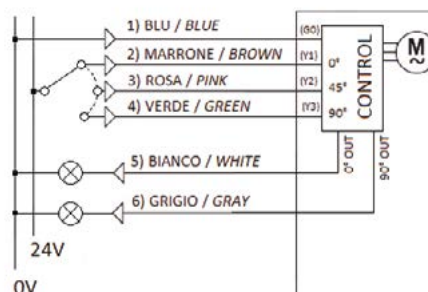 1) BLU / BLUE
(G0)
2) MARRONE / BROWN
(Y1)
0°
3) ROSA / PINK
(Y2)
45°
4) VERDE / GREEN
(Y3)
90°
CONTROL
M
~
5) BIANCO / WHITE
0° OUT
90° OUT
6) GRIGIO / GRAY
24V
0V